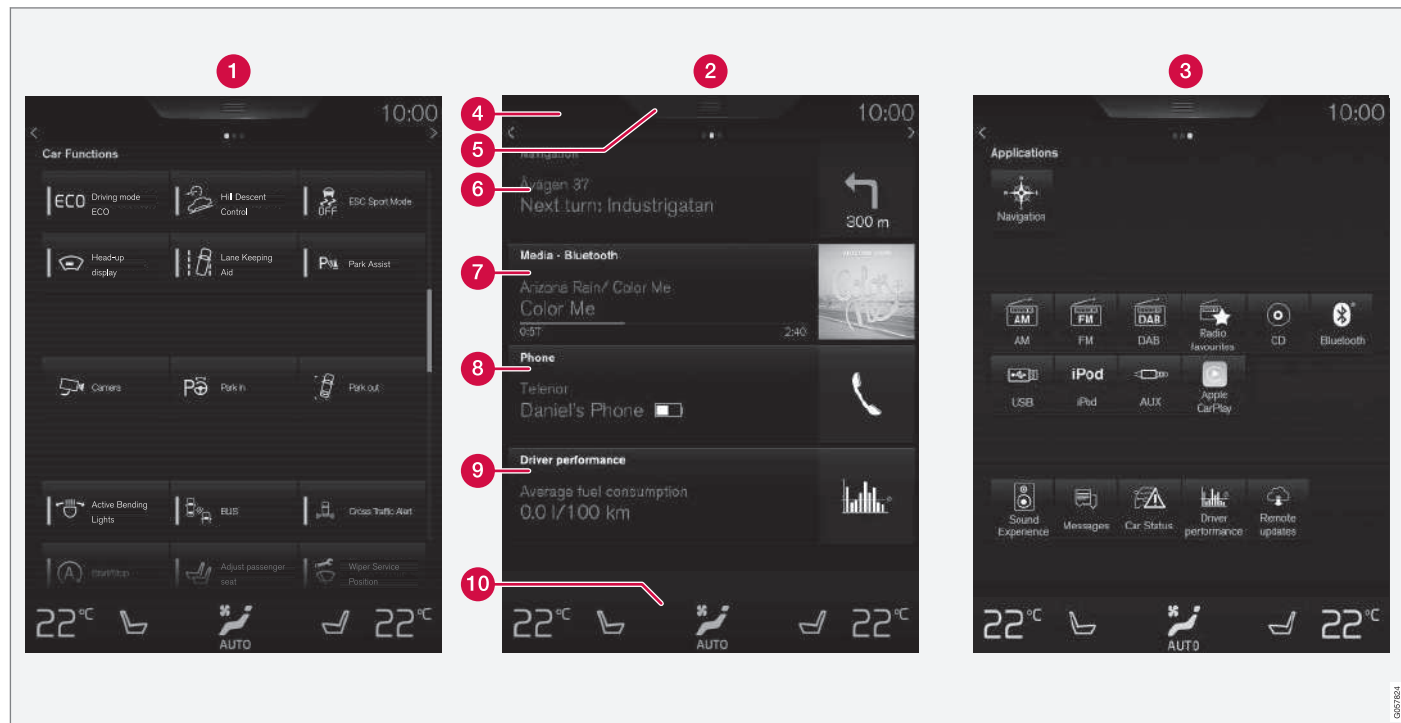 1
2
3
10:00
Car Functions
ECO Driving mode ECO
Hill Descent Control
OFF ESC Sport Mode
Head-up display
Lane Keeping Aid
Park Assist
Camera
Park in
Park out
Active Bending Lights
BLIS
Cross Traffic Alert
A Start/Stop
Adjust passenger seat
Wiper Service Position
22°C
AUTO
22°C
4
10:00
5
Navigation
6
Åvägen 37
Next turn: Industrigatan
300 m
Media - Bluetooth
7
Arizona Rain/ Color Me
Color Me
0:57
2:40
Phone
8
Telenor
Daniel's Phone
Driver performance
9
Average fuel consumption
0.0 l/100 km
10
22°C
AUTO
22°C
10:00
Applications
Navigation
AM
FM
DAB
AM
FM
DAB
Radio favourites
CD
Bluetooth
iPod
USB
iPod
AUX
Apple CarPlay
Sound Experience
Messages
Car Status
Driver performance
Remote updates
22°C
AUTO
22°C
G057824